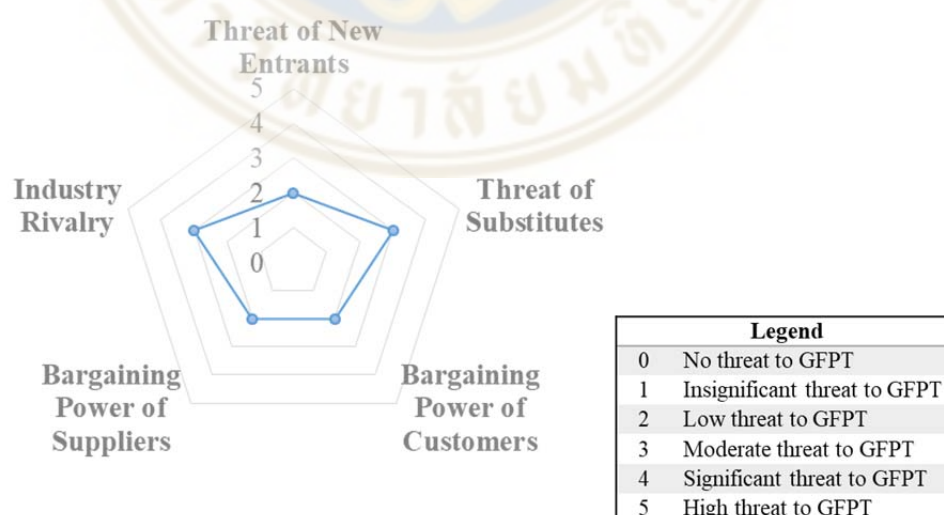 Threat of New
Entrants
5
4
3
2
1
0
Industry
Rivalry
Threat of
Substitutes
Bargaining
Power of
Suppliers
Bargaining
Power of
Customers
Legend
0 No threat to GFPT
1 Insignificant threat to GFPT
2 Low threat to GFPT
3 Moderate threat to GFPT
4 Significant threat to GFPT
5 High threat to GFPT